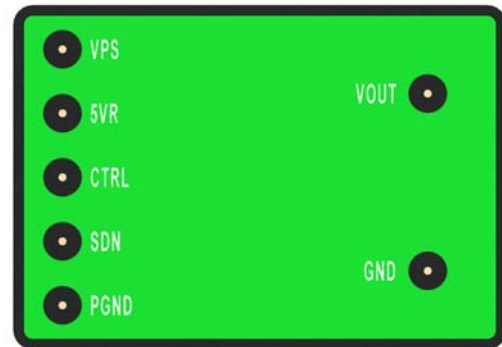 VPS
5VR
VOUT
CTRL
SDN
GND
PGND